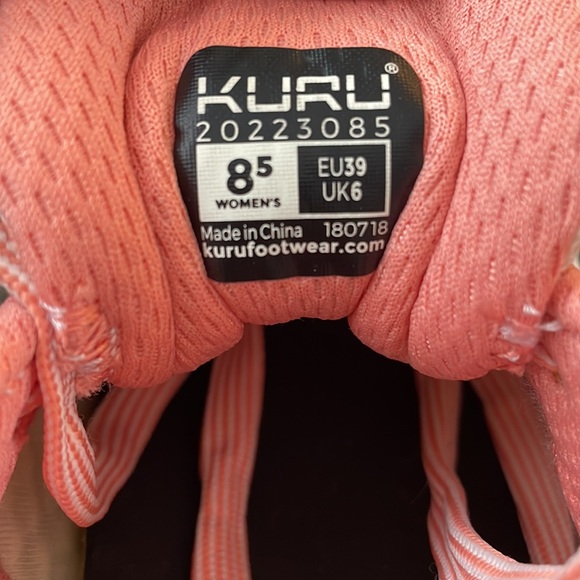 KURU®
20223085
8⁵ EU39
WOMEN'S UK6
Made in China 180718
kurufootwear.com